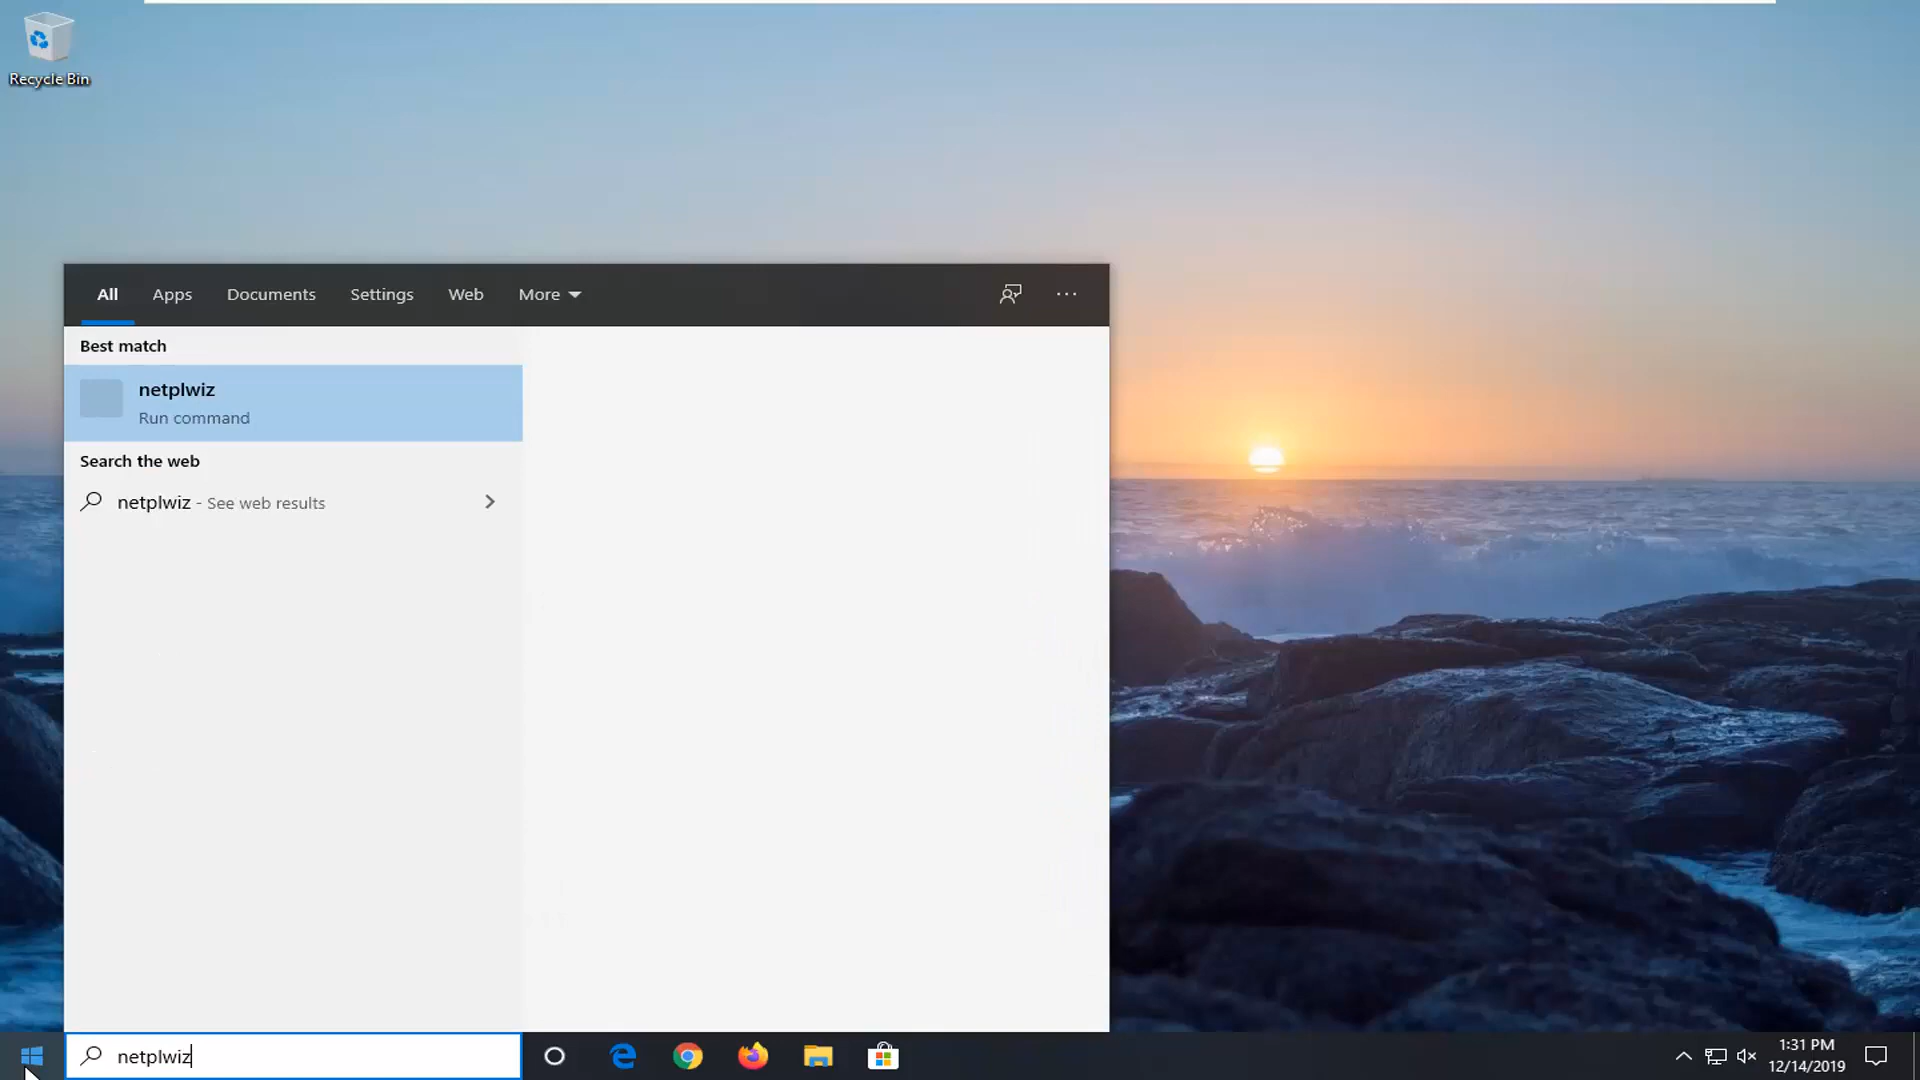 Recycle Bin
All Apps Documents Settings Web More
Best match
netplwiz
Run command
Search the web
netplwiz - See web results
netplwiz
1:31 PM
12/14/2019